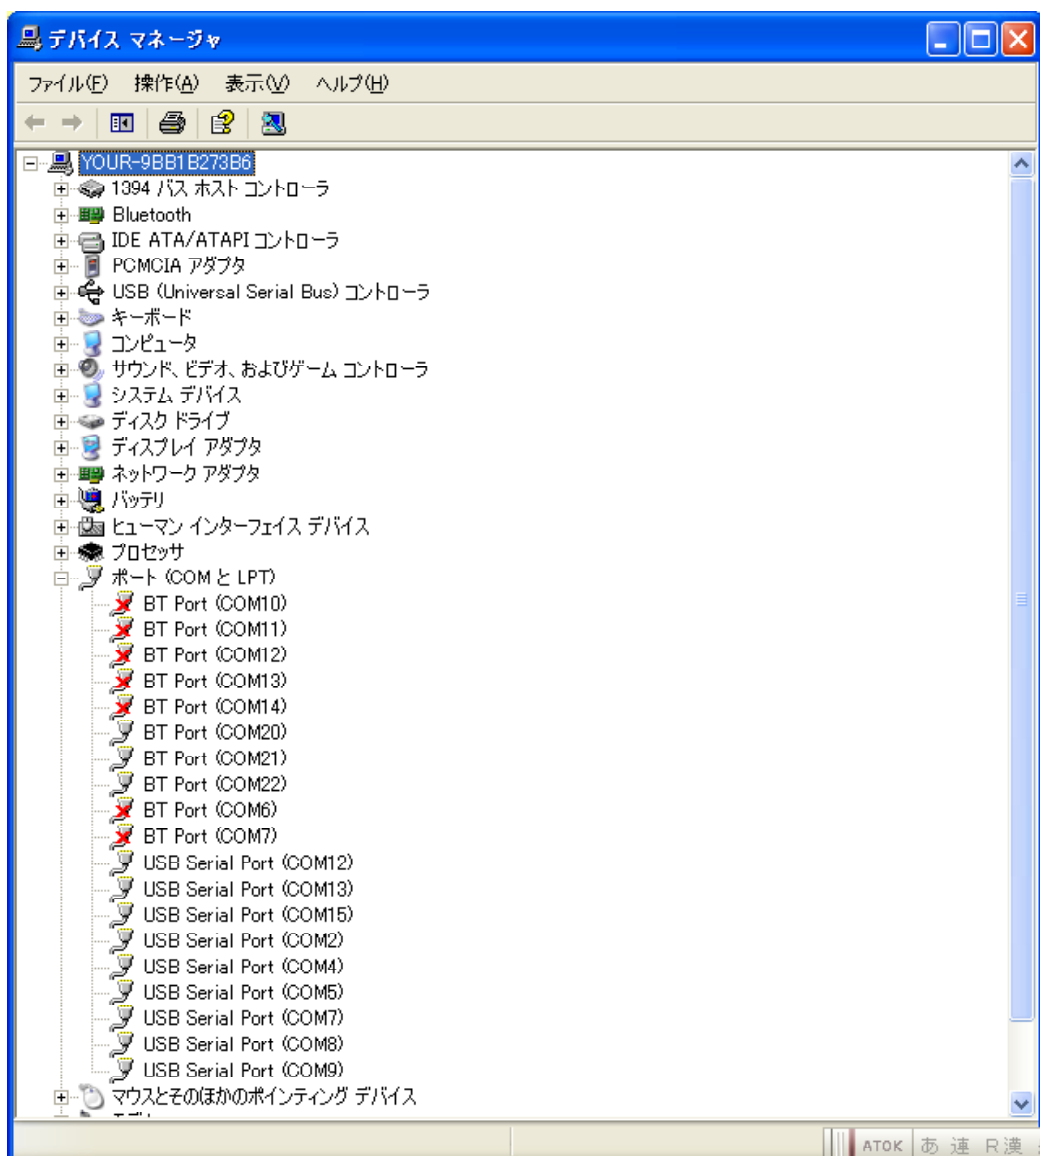 デバイス マネージャ
ファイル(F) 操作(A) 表示(V) ヘルプ(H)
YOUR-9BB1B273B6
1394 バス ホスト コントローラ
Bluetooth
IDE ATA/ATAPI コントローラ
PCMCIA アダプタ
USB (Universal Serial Bus) コントローラ
キーボード
コンピュータ
サウンド、ビデオ、およびゲーム コントローラ
システム デバイス
ディスク ドライブ
ディスプレイ アダプタ
ネットワーク アダプタ
バッテリ
ヒューマン インターフェイス デバイス
プロセッサ
ポート (COM と LPT)
BT Port (COM10)
BT Port (COM11)
BT Port (COM12)
BT Port (COM13)
BT Port (COM14)
BT Port (COM20)
BT Port (COM21)
BT Port (COM22)
BT Port (COM6)
BT Port (COM7)
USB Serial Port (COM12)
USB Serial Port (COM13)
USB Serial Port (COM15)
USB Serial Port (COM2)
USB Serial Port (COM4)
USB Serial Port (COM5)
USB Serial Port (COM7)
USB Serial Port (COM8)
USB Serial Port (COM9)
マウスとそのほかのポインティング デバイス
ATOK あ 連 R漢